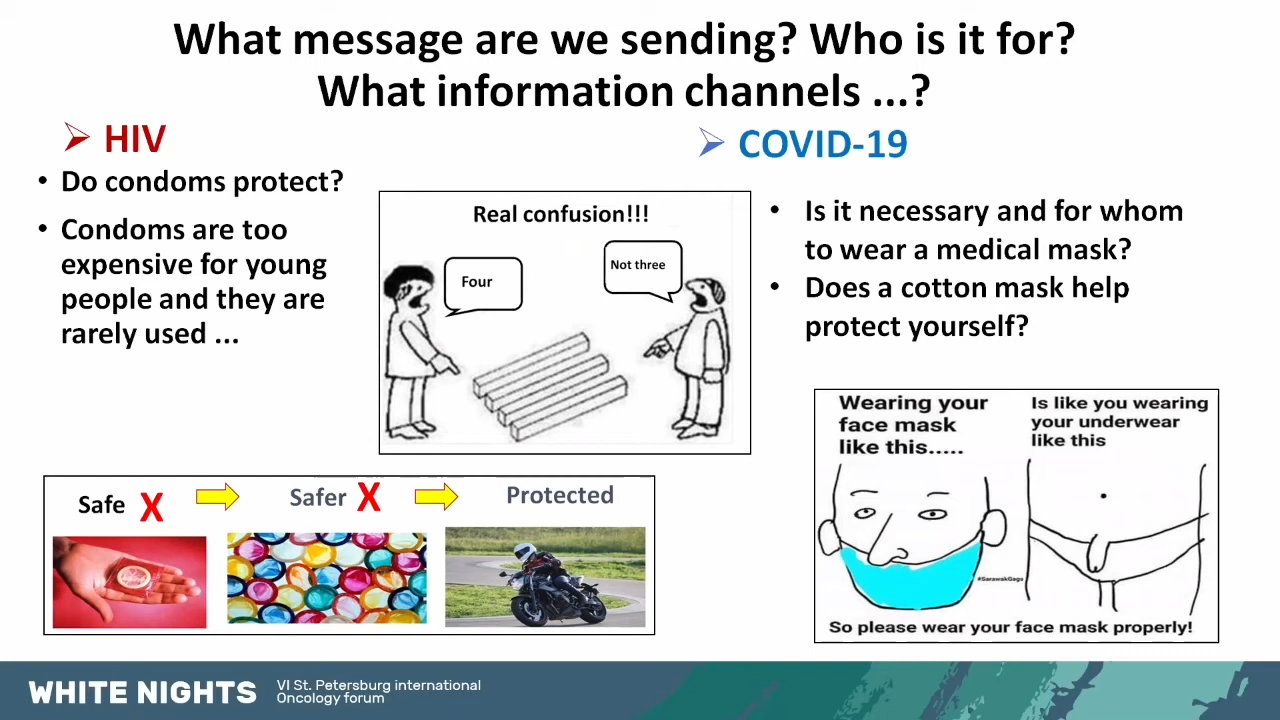 What message are we sending? Who is it for?
What information channels ...?
➢ HIV
• Do condoms protect?
• Condoms are too
expensive for young
people and they are
rarely used ...
Real confusion!!!
Four
Not three
➢ COVID-19
• Is it necessary and for whom
to wear a medical mask?
• Does a cotton mask help
protect yourself?
Safe X
Safer X
Protected
Wearing your
face mask
like this.....
Is like you wearing
your underwear
like this
#SarawakGags
So please wear your face mask properly!
WHITE NIGHTS
VI St. Petersburg international
Oncology forum